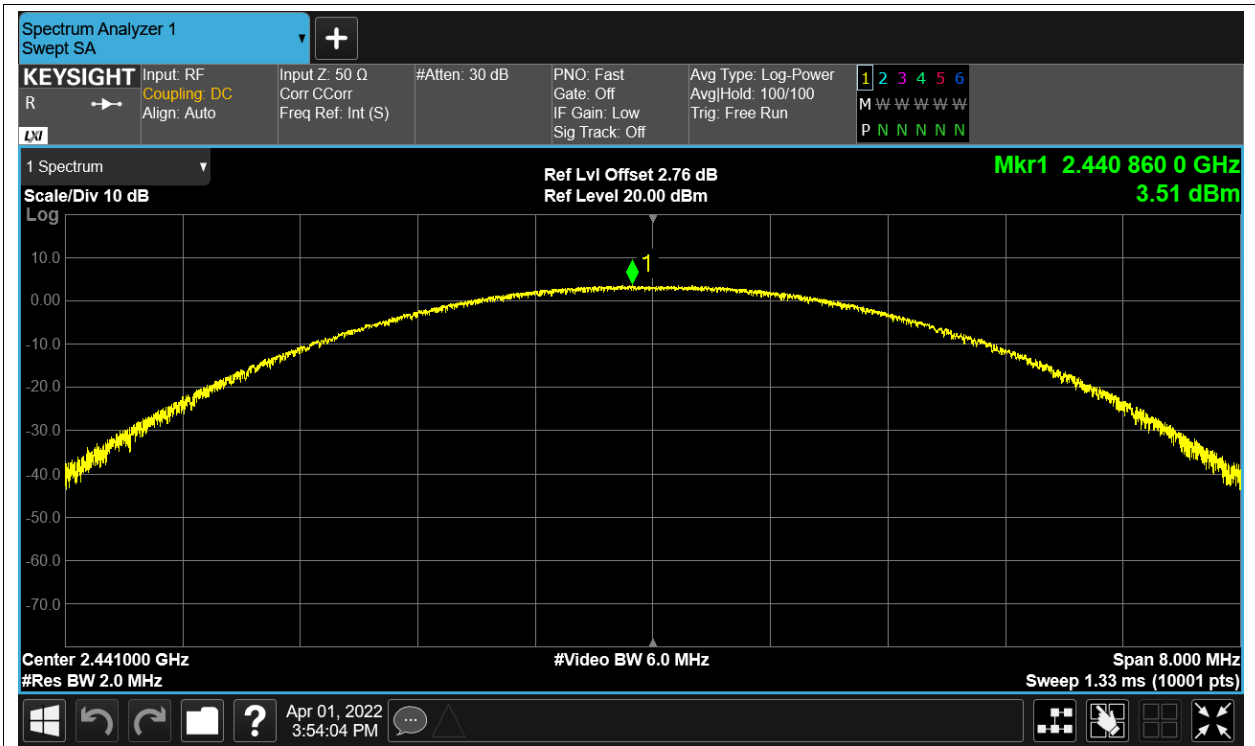 Spectrum Analyzer 1
Swept SA
+
KEYSIGHT
R
LXI
Input: RF
Coupling: DC
Align: Auto
Input Z: 50 Ω
Corr CCorr
Freq Ref: Int (S)
#Atten: 30 dB
PNO: Fast
Gate: Off
IF Gain: Low
Sig Track: Off
Avg Type: Log-Power
Avg|Hold: 100/100
Trig: Free Run
1 2 3 4 5 6
M W W W W W W
P N N N N N
1 Spectrum
Scale/Div 10 dB
Log
Ref Lvl Offset 2.76 dB
Ref Level 20.00 dBm
Mkr1 2.440 860 0 GHz
3.51 dBm
1
10.0
0.00
-10.0
-20.0
-30.0
-40.0
-50.0
-60.0
-70.0
Center 2.441000 GHz
#Res BW 2.0 MHz
#Video BW 6.0 MHz
Span 8.000 MHz
Sweep 1.33 ms (10001 pts)
?
Apr 01, 2022
3:54:04 PM